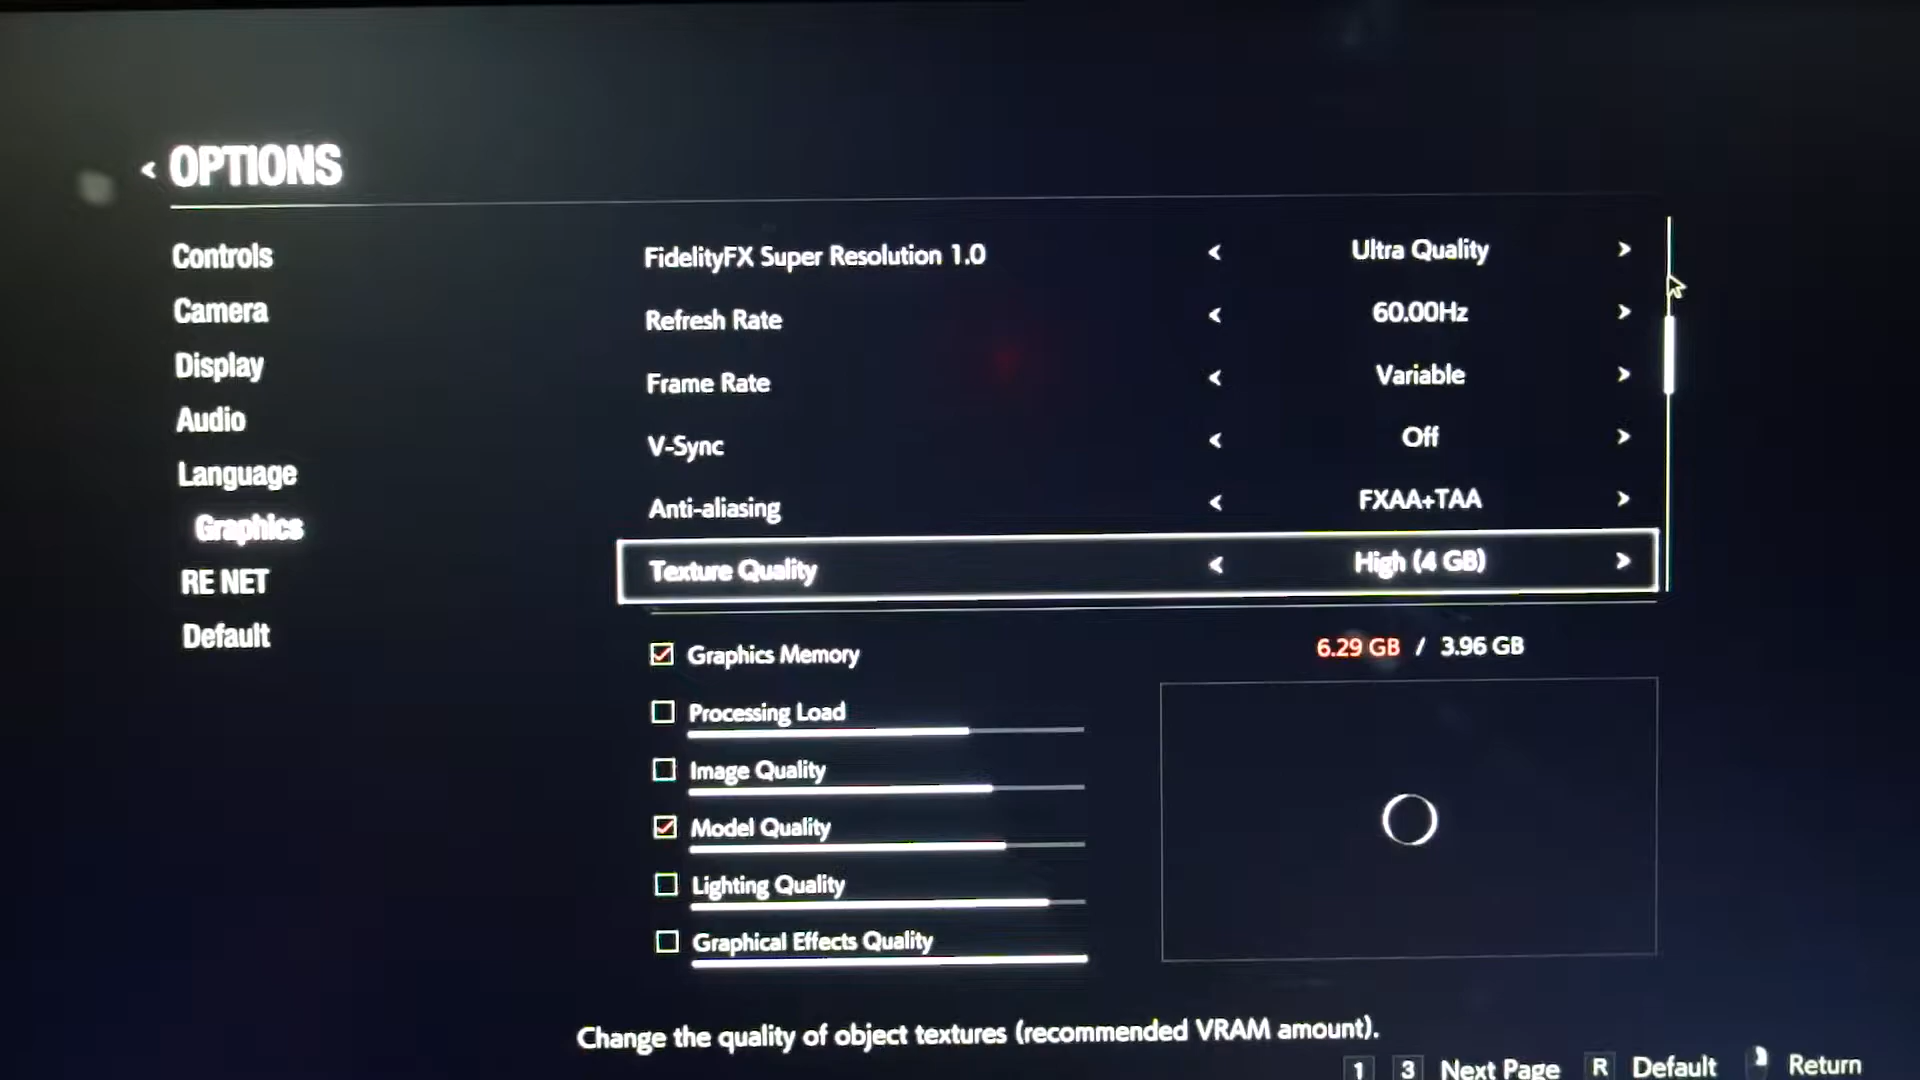 < OPTIONS
Controls
Camera
Display
Audio
Language
Graphics
RE NET
Default
FidelityFX Super Resolution 1.0 < Ultra Quality >
Refresh Rate < 60.00Hz >
Frame Rate < Variable >
V-Sync < Off >
Anti-aliasing < FXAA+TAA >
Texture Quality < High (4 GB) >
Graphics Memory 6.29 GB / 3.96 GB
Processing Load
Image Quality
Model Quality
Lighting Quality
Graphical Effects Quality
Change the quality of object textures (recommended VRAM amount).
1 3 Next Page R Default Return